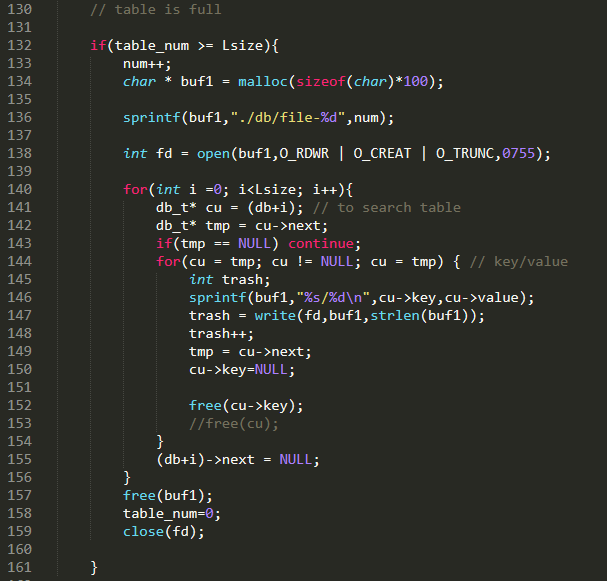 130 // table is full
131
132 if(table_num >= Lsize){
133 num++;
134 char * buf1 = malloc(sizeof(char)*100);
135
136 sprintf(buf1,"./db/file-%d",num);
137
138 int fd = open(buf1,O_RDWR | O_CREAT | O_TRUNC,0755);
139
140 for(int i =0; i<Lsize; i++){
141 db_t* cu = (db+i); // to search table
142 db_t* tmp = cu->next;
143 if(tmp == NULL) continue;
144 for(cu = tmp; cu != NULL; cu = tmp) { // key/value
145 int trash;
146 sprintf(buf1,"%s/%d\n",cu->key,cu->value);
147 trash = write(fd,buf1,strlen(buf1));
148 trash++;
149 tmp = cu->next;
150 cu->key=NULL;
151
152 free(cu->key);
153 //free(cu);
154 }
155 (db+i)->next = NULL;
156 }
157 free(buf1);
158 table_num=0;
159 close(fd);
160
161 }